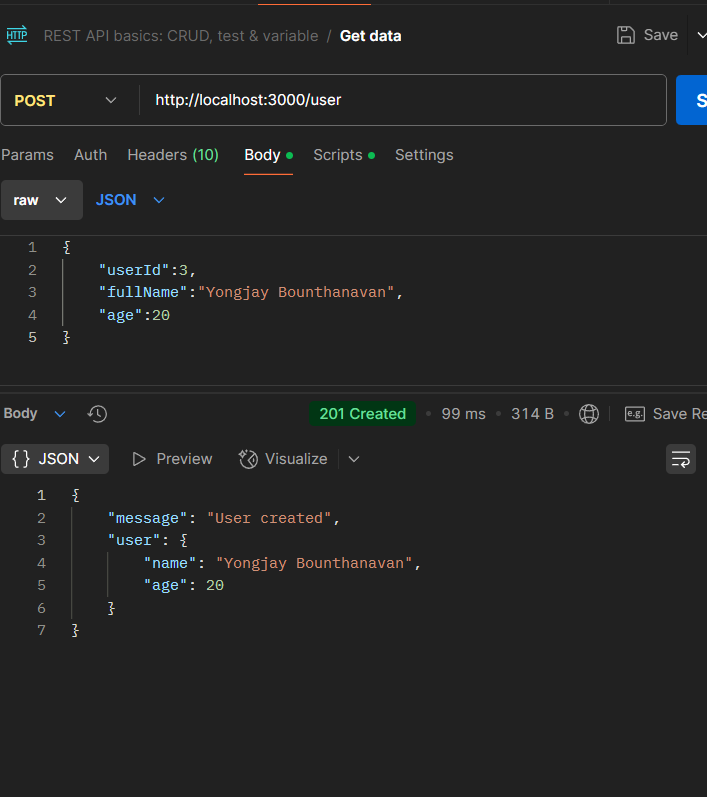 HTTP REST API basics: CRUD, test & variable / Get data Save
POST http://localhost:3000/user S
Params Auth Headers (10) Body Scripts Settings
raw JSON
1 {
2 "userId":3,
3 "fullName":"Yongjay Bounthanavan",
4 "age":20
5 }
Body 201 Created • 99 ms • 314 B • e.g. Save Re
{} JSON Preview Visualize
1 {
2 "message": "User created",
3 "user": {
4 "name": "Yongjay Bounthanavan",
5 "age": 20
6 }
7 }